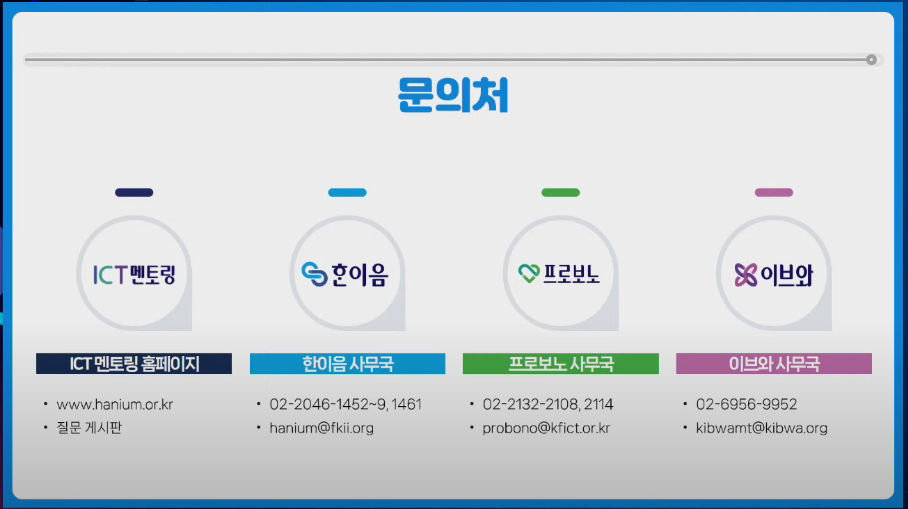 문의처
ICT멘토링
한이음
프로보노
이브와
ICT 멘토링 홈페이지
• www.hanium.or.kr
• 질문 게시판
한이음 사무국
• 02-2046-1452~9, 1461
• hanium@fkii.org
프로보노 사무국
• 02-2132-2108, 2114
• probono@kfict.or.kr
이브와 사무국
• 02-6956-9952
• kibwamt@kibwa.org